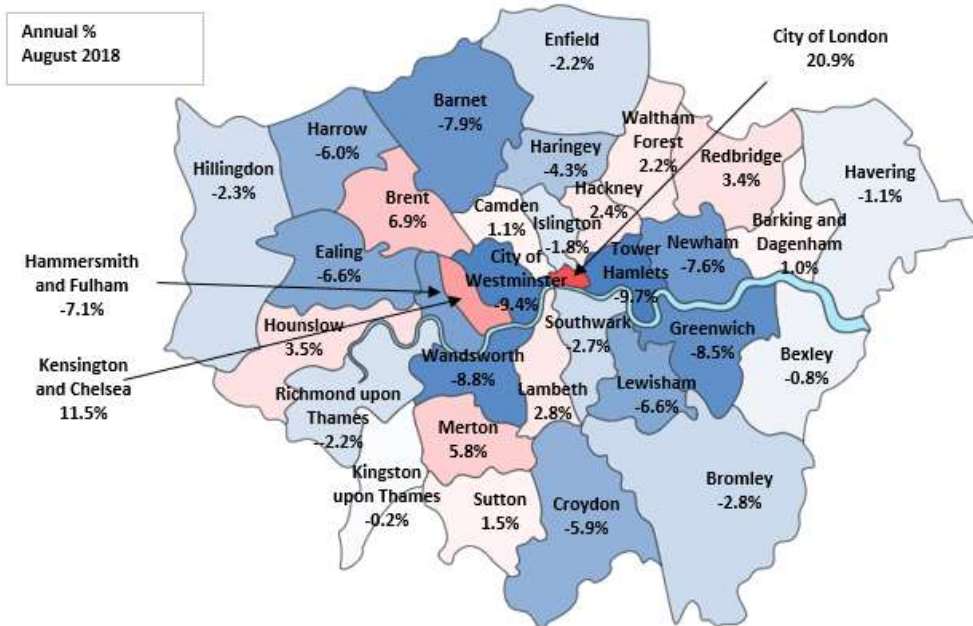 Annual %
August 2018
City of London
20.9%
Enfield
-2.2%
Barnet
-7.9%
Harrow
-6.0%
Hillingdon
-2.3%
Haringey
-4.3%
Waltham
Forest
2.2%
Redbridge
3.4%
Havering
-1.1%
Brent
6.9%
Camden
1.1%
Islington
-1.8%
Hackney
2.4%
Barking and
Dagenham
1.0%
Ealing
-6.6%
City of
Westminster
-9.4%
Tower
Hamlets
-9.7%
Newham
-7.6%
Hammersmith
and Fulham
-7.1%
Hounslow
3.5%
Southwark
-2.7%
Greenwich
-8.5%
Bexley
-0.8%
Kensington
and Chelsea
11.5%
Wandsworth
-8.8%
Lambeth
2.8%
Lewisham
-6.6%
Richmond upon
Thames
--2.2%
Merton
5.8%
Kingston
upon Thames
-0.2%
Sutton
1.5%
Croydon
-5.9%
Bromley
-2.8%